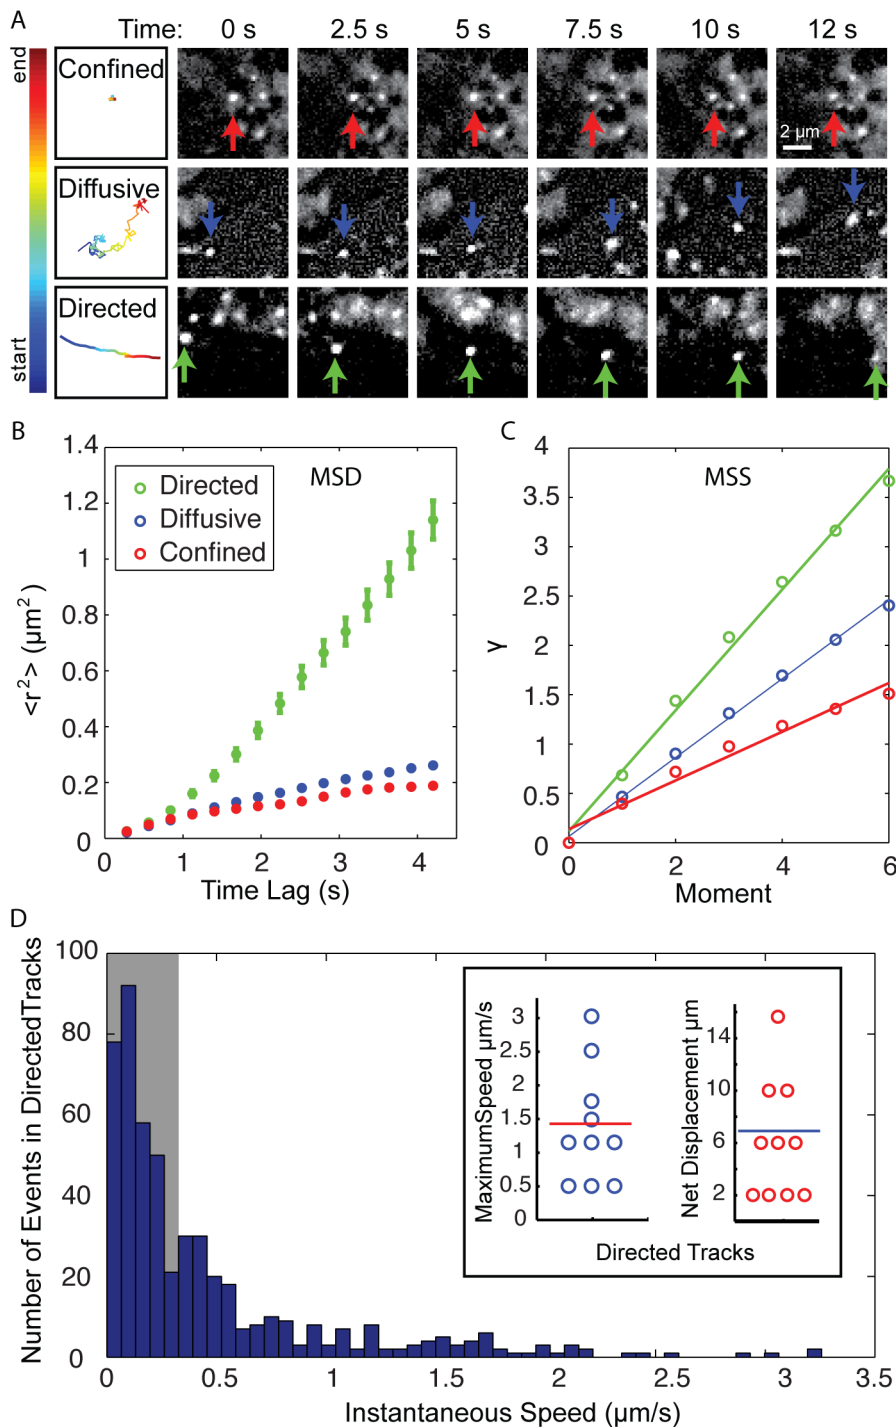 A
Time: 0 s 2.5 s 5 s 7.5 s 10 s 12 s
end
start
Confined
2 µm
Diffusive
Directed
B
MSD
Directed
Diffusive
Confined
1.4
1.2
1
0.8
0.6
0.4
0.2
0
<r²> (µm²)
0 1 2 3 4
Time Lag (s)
C
MSS
4
3.5
3
2.5
2
1.5
1
0.5
0
γ
0 2 4 6
Moment
D
100
80
60
40
20
0
Number of Events in DirectedTracks
0 0.5 1 1.5 2 2.5 3 3.5
Instantaneous Speed (µm/s)
MaximumSpeed µm/s
3
2.5
2
1.5
1
0.5
0
Net Displacement µm
14
10
6
2
Directed Tracks